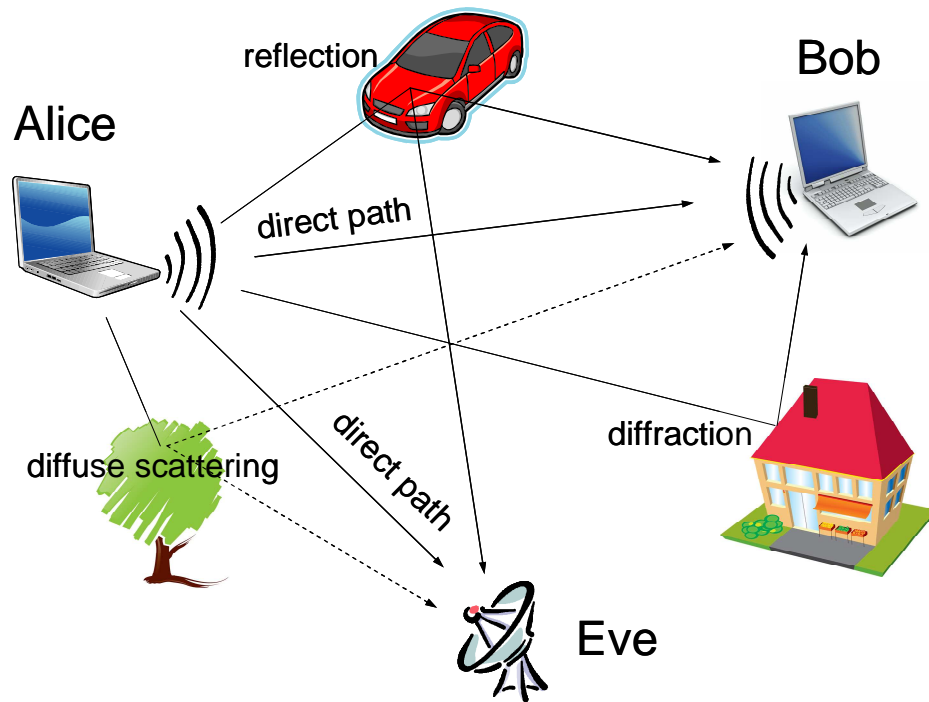 reflection
Bob
Alice
direct path
direct path
diffraction
diffuse scattering
Eve